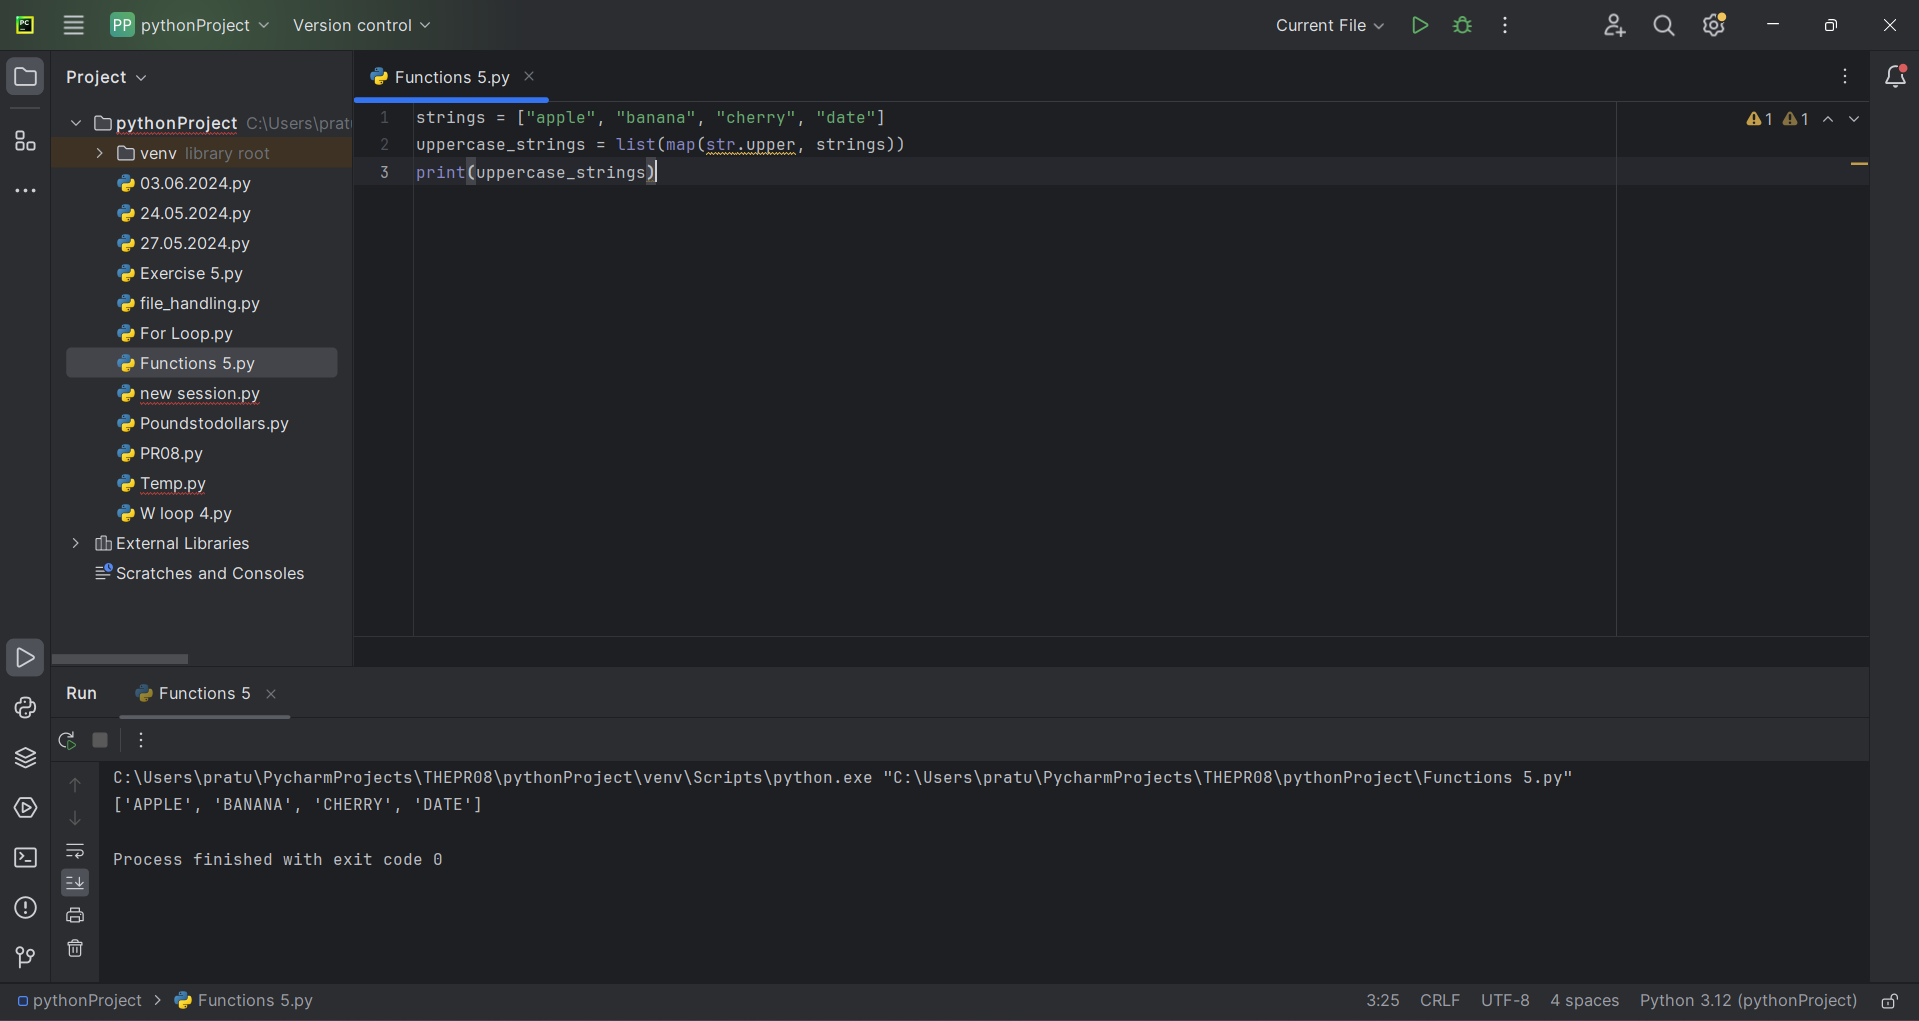 PC
PP pythonProject Version control Current File
Project
Functions 5.py
pythonProject C:\Users\prat
venv library root
03.06.2024.py
24.05.2024.py
27.05.2024.py
Exercise 5.py
file_handling.py
For Loop.py
Functions 5.py
new session.py
Poundstodollars.py
PR08.py
Temp.py
W loop 4.py
External Libraries
Scratches and Consoles
1 strings = ["apple", "banana", "cherry", "date"]
2 uppercase_strings = list(map(str.upper, strings))
3 print(uppercase_strings)
1 1
Run Functions 5
C:\Users\pratu\PycharmProjects\THEPR08\pythonProject\venv\Scripts\python.exe "C:\Users\pratu\PycharmProjects\THEPR08\pythonProject\Functions 5.py"
['APPLE', 'BANANA', 'CHERRY', 'DATE']
Process finished with exit code 0
pythonProject > Functions 5.py 3:25 CRLF UTF-8 4 spaces Python 3.12 (pythonProject)